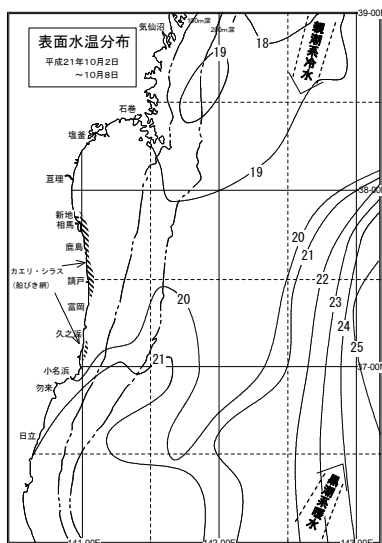 表面水温分布
平成21年10月2日
～10月8日
気仙沼
100m深
200m深
39-00N
18
19
親潮系冷水
石巻
塩釜
亘理
19
38-00N
新地
相馬
鹿島
カエリ・シラス
(船びき網)
請戸
富岡
久之浜
小名浜
勿来
日立
20
21
22
23
24
25
20
21
37-00N
黒潮系暖水
141-00E
142-00E
143-00E